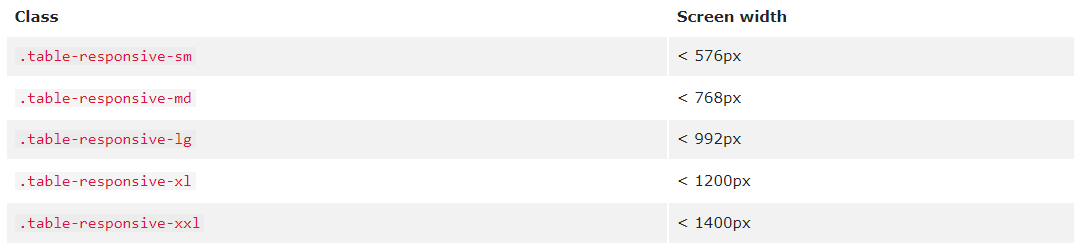 Class Screen width
.table-responsive-sm < 576px
.table-responsive-md < 768px
.table-responsive-lg < 992px
.table-responsive-xl < 1200px
.table-responsive-xxl < 1400px